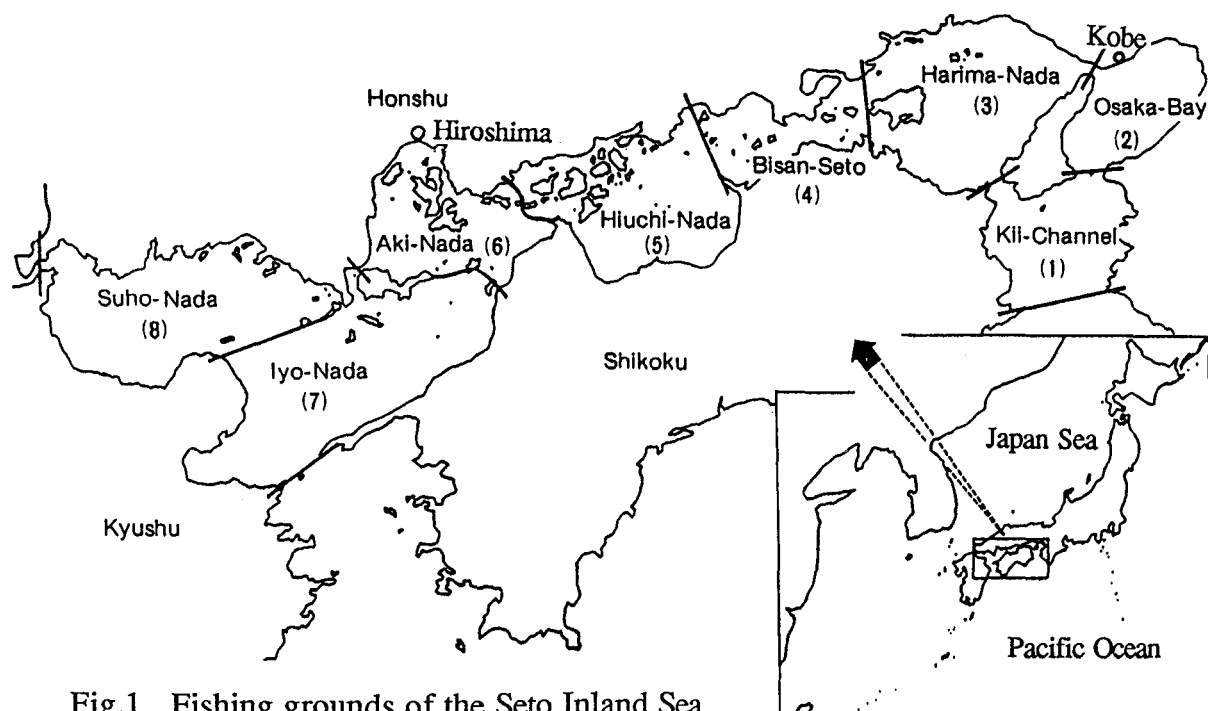 Kobe
Harima-Nada
(3)
Osaka-Bay
(2)
Honshu
Hiroshima
Bisan-Seto
(4)
Hiuchi-Nada
(5)
Kii-Channel
(1)
Aki-Nada (6)
Suho-Nada
(8)
Iyo-Nada
(7)
Shikoku
Japan Sea
Kyushu
Pacific Ocean
Fig.1 Fishing grounds of the Seto Inland Sea